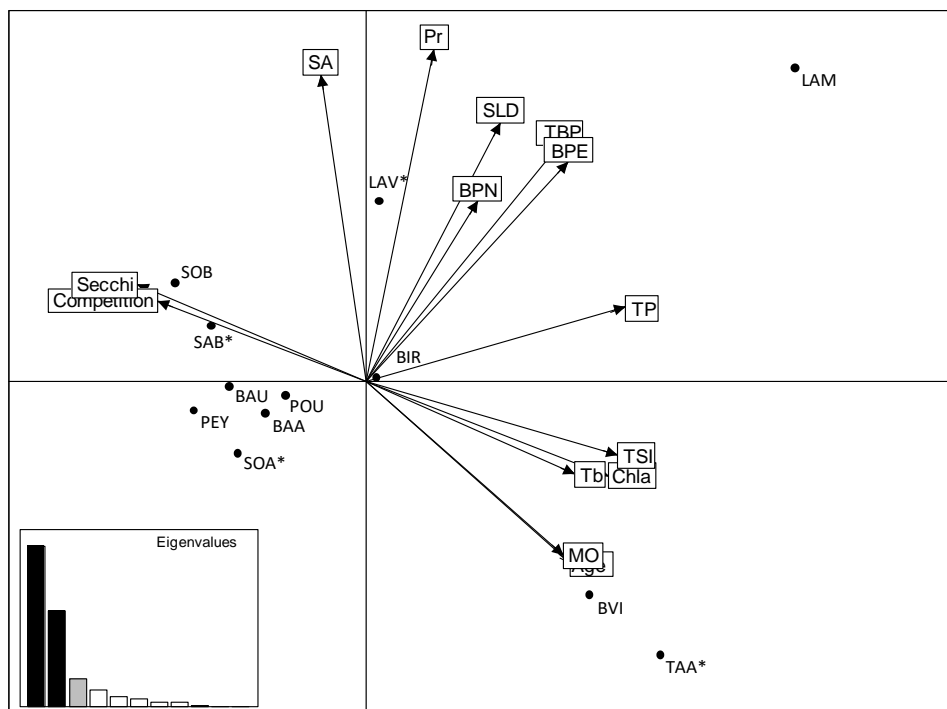 Pr
SA
LAM
SLD
TBP
BPE
LAV*
BPN
SOB
Secchi
Competition
TP
SAB*
BIR
BAU
POU
PEY
BAA
SOA*
TSI
Tb
Chla
MO
Age
Eigenvalues
BVI
TAA*